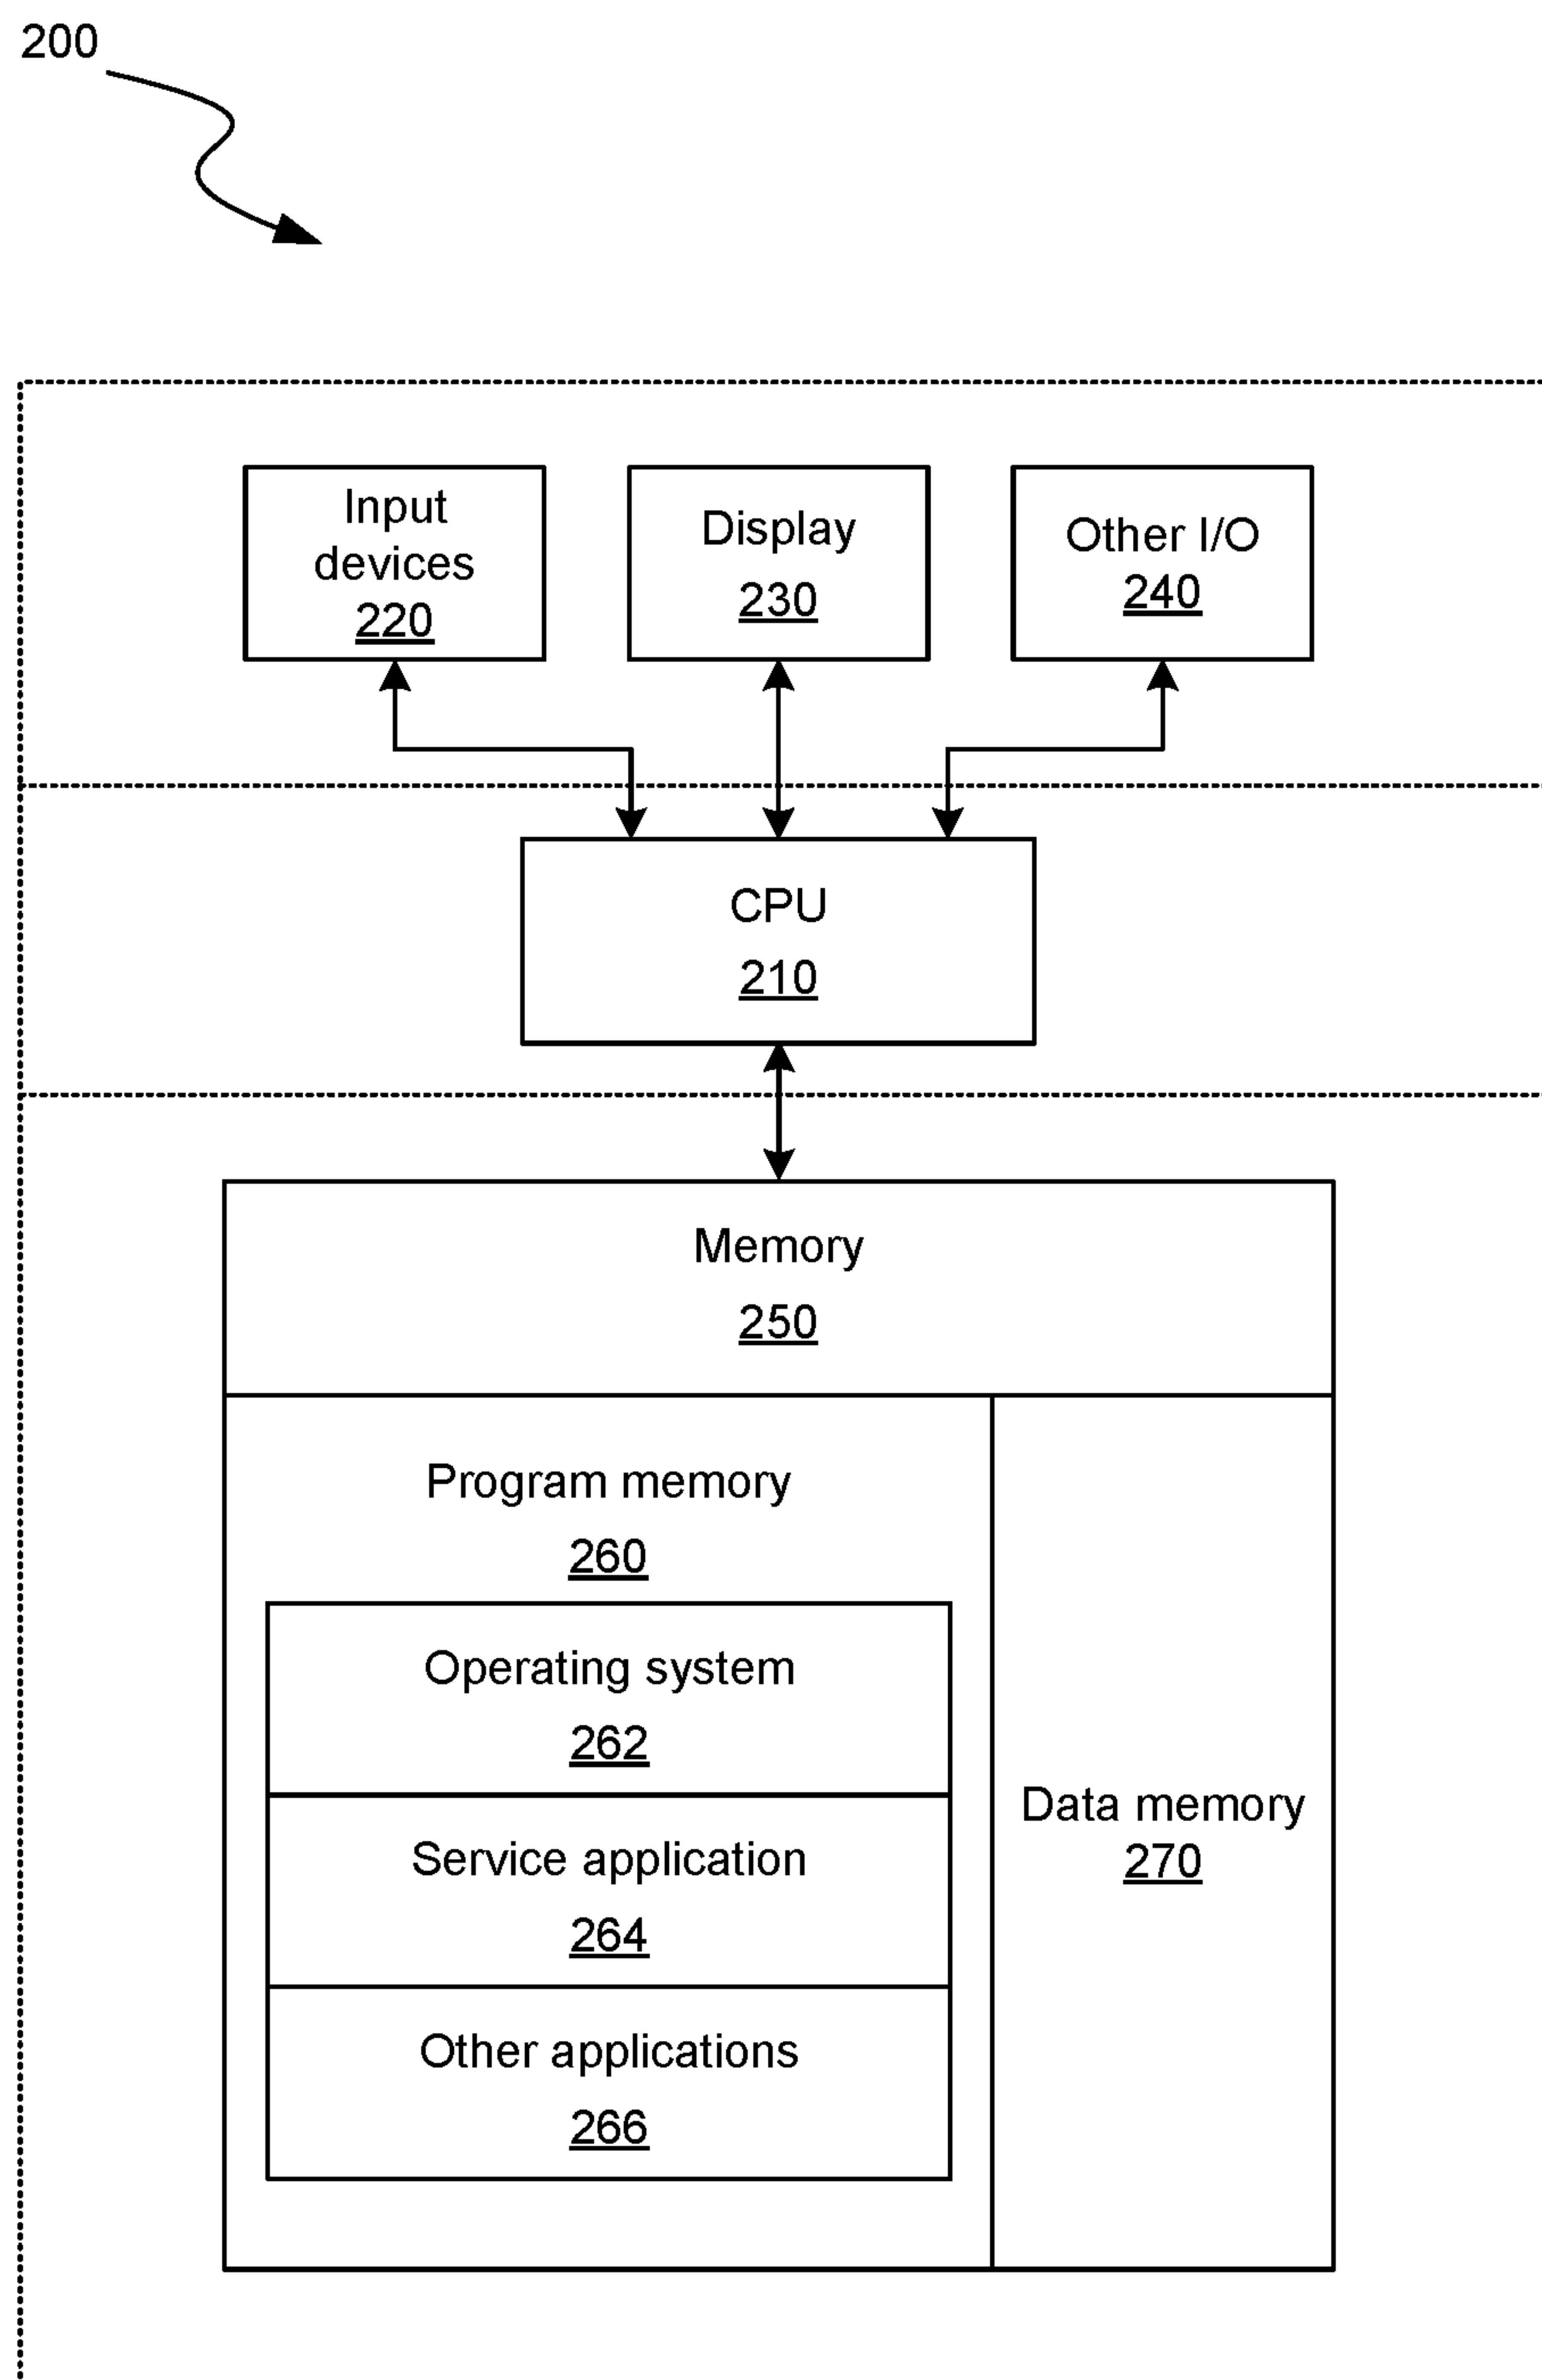 200
Input
devices
220
Display
230
Other I/O
240
CPU
210
Memory
250
Program memory
260
Operating system
262
Service application
264
Other applications
266
Data memory
270